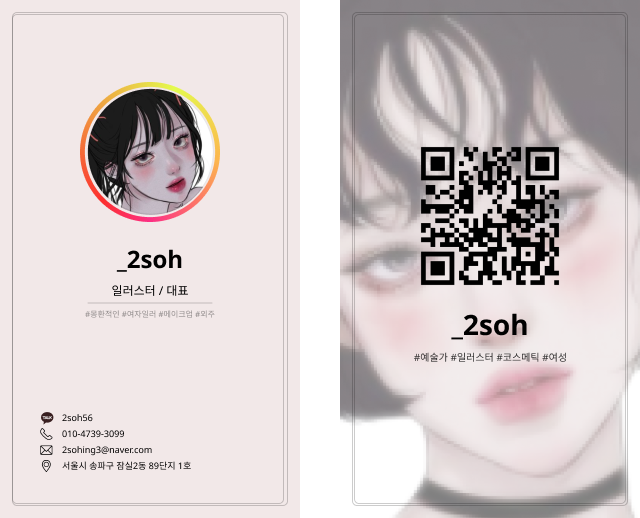 _2soh
일러스터 / 대표
#몽환적인 #여자일러 #메이크업 #외주
TALK
2soh56
010-4739-3099
2sohing3@naver.com
서울시 송파구 잠실2동 89단지 1호
_2soh
#예술가 #일러스터 #코스메틱 #여성